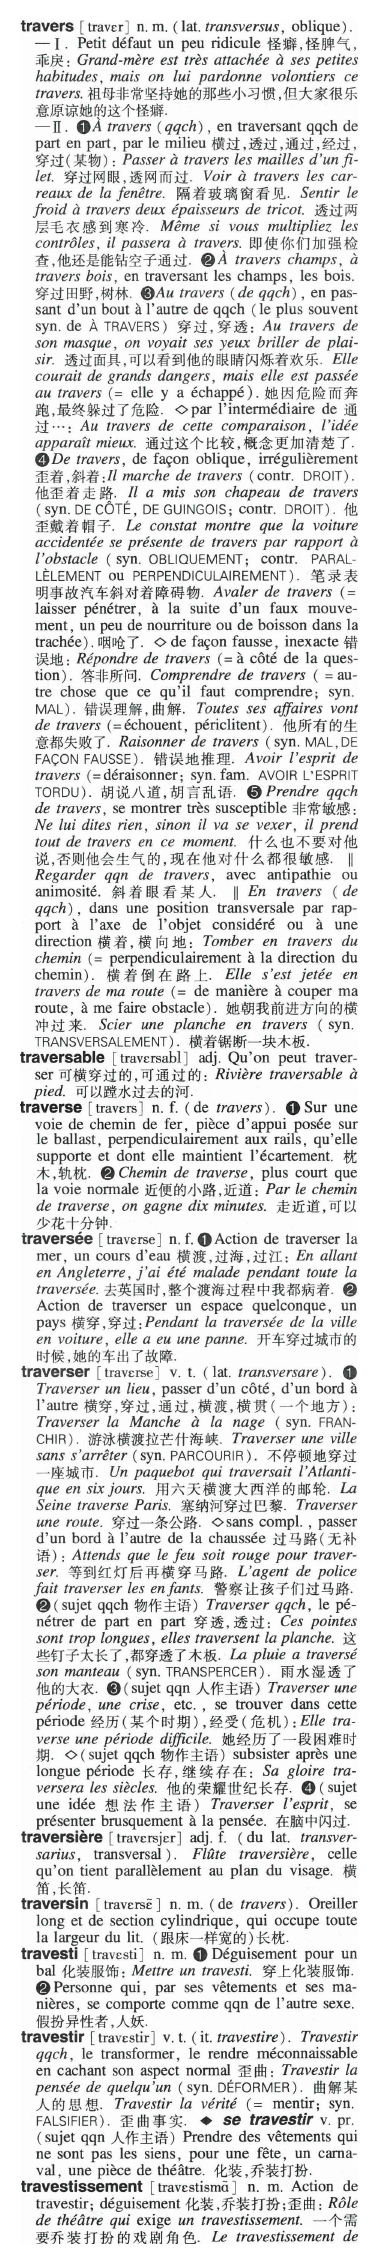 travers [travɛr] n. m. (lat. transversus, oblique).
—Ⅰ. Petit défaut un peu ridicule 怪癖,怪脾气,
乖戾: Grand-mère est très attachée à ses petites
habitudes, mais on lui pardonne volontiers ce
travers. 祖母非常坚持她的那些小习惯,但大家很乐
意原谅她的这个怪癖.
—Ⅱ. ❶À travers (qqch), en traversant qqch de
part en part, par le milieu 横过,透过,通过,经过,
穿过(某物): Passer à travers les mailles d'un fi-
let. 穿过网眼,透网而过. Voir à travers les car-
reaux de la fenêtre. 隔着玻璃窗看见. Sentir le
froid à travers deux épaisseurs de tricot. 透过两
层毛衣感到寒冷. Même si vous multipliez les
contrôles, il passera à travers. 即使你们加强检
查,他还是能钻空子通过. ❷À travers champs, à
travers bois, en traversant les champs, les bois.
穿过田野,树林. ❸Au travers (de qqch), en pas-
sant d'un bout à l'autre de qqch (le plus souvent
syn. de À TRAVERS) 穿过,穿透: Au travers de
son masque, on voyait ses yeux briller de plai-
sir. 透过面具,可以看到他的眼睛闪烁着欢乐. Elle
courait de grands dangers, mais elle est passée
au travers (= elle y a échappé). 她因危险而奔
跑,最终躲过了危险. ◇par l'intermédiaire de 通
过…: Au travers de cette comparaison, l'idée
apparaît mieux. 通过这个比较,概念更加清楚了.
❹De travers, de façon oblique, irrégulièrement
歪着,斜着:Il marche de travers (contr. DROIT).
他歪着走路. Il a mis son chapeau de travers
(syn. DE CÔTÉ, DE GUINGOIS; contr. DROIT). 他
歪戴着帽子. Le constat montre que la voiture
accidentée se présente de travers par rapport à
l'obstacle (syn. OBLIQUEMENT; contr. PARAL-
LÈLEMENT ou PERPENDICULAIREMENT). 笔录表
明事故汽车斜对着障碍物. Avaler de travers (=
laisser pénétrer, à la suite d'un faux mouve-
ment, un peu de nourriture ou de boisson dans la
trachée). 咽呛了. ◇ de façon fausse, inexacte 错
误地: Répondre de travers (= à côté de la ques-
tion). 答非所问. Comprendre de travers ( = au-
tre chose que ce qu'il faut comprendre; syn.
MAL). 错误理解,曲解. Toutes ses affaires vont
de travers (=échouent, périclitent). 他所有的生
意都失败了. Raisonner de travers (syn. MAL, DE
FAÇON FAUSSE). 错误地推理. Avoir l'esprit de
travers (=déraisonner; syn. fam. AVOIR L'ESPRIT
TORDU). 胡说八道,胡言乱语. ❺Prendre qqch
de travers, se montrer très susceptible 非常敏感:
Ne lui dites rien, sinon il va se vexer, il prend
tout de travers en ce moment. 什么也不要对他
说,否则他会生气的,现在他对什么都很敏感. ‖
Regarder qqn de travers, avec antipathie ou
animosité. 斜着眼看某人. ‖ En travers (de
qqch), dans une position transversale par rap-
port à l'axe de l'objet considéré ou à une
direction 横着,横向地: Tomber en travers du
chemin (= perpendiculairement à la direction du
chemin). 横着倒在路上. Elle s'est jetée en
travers de ma route (= de manière à couper ma
route, à me faire obstacle). 她朝我前进方向的横
冲过来. Scier une planche en travers (syn.
TRANSVERSALEMENT). 横着锯断一块木板.
traversable [travɛrsabl] adj. Qu'on peut traver-
ser 可横穿过的,可通过的: Rivière traversable à
pied. 可以蹚水过去的河.
traverse [travɛrs] n. f. (de travers). ❶Sur une
voie de chemin de fer, pièce d'appui posée sur
le ballast, perpendiculairement aux rails, qu'elle
supporte et dont elle maintient l'écartement. 枕
木,轨枕. ❷Chemin de traverse, plus court que
la voie normale 近便的小路,近道: Par le chemin
de traverse, on gagne dix minutes. 走近道,可以
少花十分钟.
traversée [travɛrse] n. f. ❶Action de traverser la
mer, un cours d'eau 横渡,过海,过江: En allant
en Angleterre, j'ai été malade pendant toute la
traversée. 去英国时,整个渡海过程中我都病着. ❷
Action de traverser un espace quelconque, un
pays 横穿,穿过:Pendant la traversée de la ville
en voiture, elle a eu une panne. 开车穿过城市的
时候,她的车出了故障.
traverser [travɛrse] v. t. (lat. transversare). ❶
Traverser un lieu, passer d'un côté, d'un bord à
l'autre 横穿,穿过,通过,横渡,横贯(一个地方):
Traverser la Manche à la nage (syn. FRAN-
CHIR). 游泳横渡拉芒什海峡. Traverser une ville
sans s'arrêter (syn. PARCOURIR). 不停顿地穿过
一座城市. Un paquebot qui traversait l'Atlanti-
que en six jours. 用六天横渡大西洋的邮轮. La
Seine traverse Paris. 塞纳河穿过巴黎. Traverser
une route. 穿过一条公路. ◇sans compl., passer
d'un bord à l'autre de la chaussée 过马路(无补
语): Attends que le feu soit rouge pour traver-
ser. 等到红灯后再横穿马路. L'agent de police
fait traverser les enfants. 警察让孩子们过马路.
❷(sujet qqch 物作主语) Traverser qqch, le pé-
nétrer de part en part 穿透,透过: Ces pointes
sont trop longues, elles traversent la planche. 这
些钉子太长了,都穿透了木板. La pluie a traversé
son manteau (syn. TRANSPERCER). 雨水湿透了
他的大衣. ❸(sujet qqn 人作主语) Traverser une
période, une crise, etc., se trouver dans cette
période 经历(某个时期),经受(危机):Elle tra-
verse une période difficile. 她经历了一段困难时
期. ◇(sujet qqch 物作主语) subsister après une
longue période 长存,继续存在: Sa gloire tra-
versera les siècles. 他的荣耀世纪长存. ❹(sujet
une idée 想法作主语) Traverser l'esprit, se
présenter brusquement à la pensée. 在脑中闪过.
traversière [travɛrsjɛr] adj. f. (du lat. transver-
sarius, transversal). Flûte traversière, celle
qu'on tient parallèlement au plan du visage. 横
笛,长笛.
traversin [travɛrsɛ̃] n. m. (de travers). Oreiller
long et de section cylindrique, qui occupe toute
la largeur du lit. (跟床一样宽的)长枕.
travesti [travɛsti] n. m. ❶ Déguisement pour un
bal 化装服饰: Mettre un travesti. 穿上化装服饰.
❷Personne qui, par ses vêtements et ses ma-
nières, se comporte comme qqn de l'autre sexe.
假扮异性者,人妖.
travestir [travɛstir] v. t. (it. travestire). Travestir
qqch, le transformer, le rendre méconnaissable
en cachant son aspect normal 歪曲: Travestir la
pensée de quelqu'un (syn. DÉFORMER). 曲解某
人的思想. Travestir la vérité (= mentir; syn.
FALSIFIER). 歪曲事实. ◆ se travestir v. pr.
(sujet qqn 人作主语) Prendre des vêtements qui
ne sont pas les siens, pour une fête, un carna-
val, une pièce de théâtre. 化装,乔装打扮.
travestissement [travɛstismɑ̃] n. m. Action de
travestir; déguisement 化装,乔装打扮;歪曲: Rôle
de théâtre qui exige un travestissement. 一个需
要乔装打扮的戏剧角色. Le travestissement de